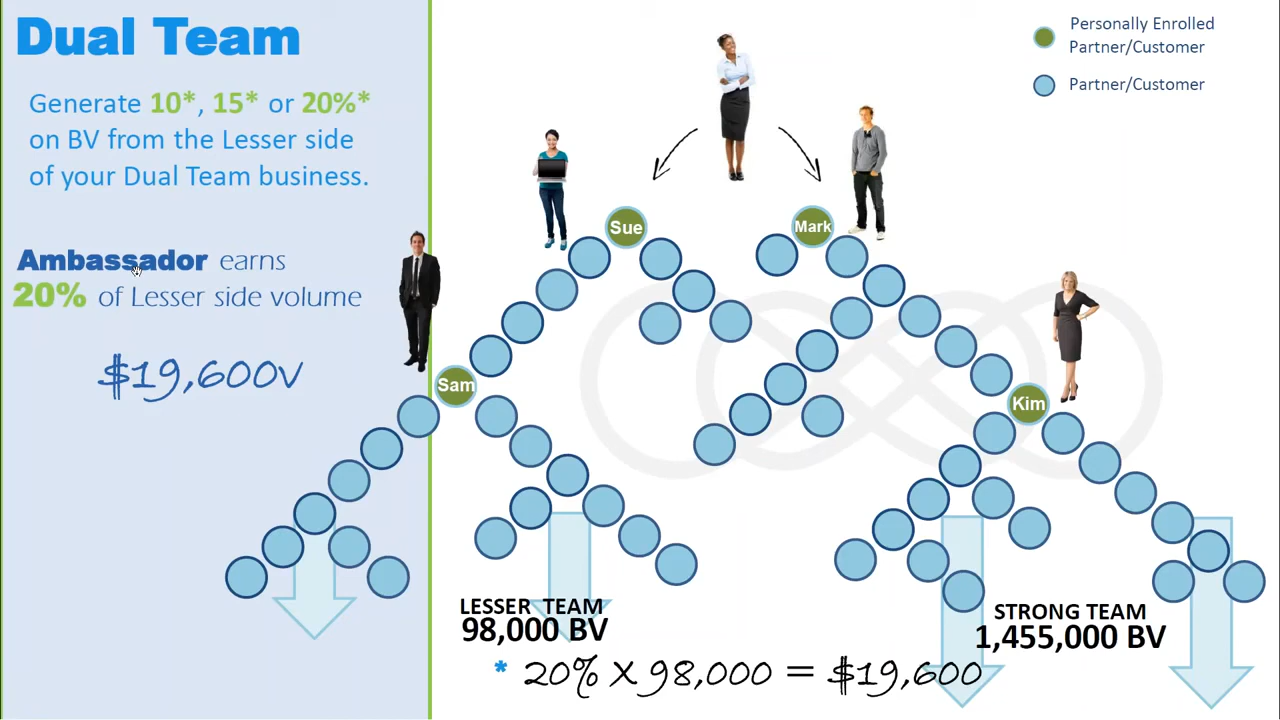 Dual Team
Generate 10*, 15* or 20%*
on BV from the Lesser side
of your Dual Team business.
Ambassador earns
20% of Lesser side volume
$19,600v
Personally Enrolled
Partner/Customer
Partner/Customer
Sue
Mark
Sam
Kim
LESSER TEAM
98,000 BV
STRONG TEAM
1,455,000 BV
* 20% X 98,000 = $19,600